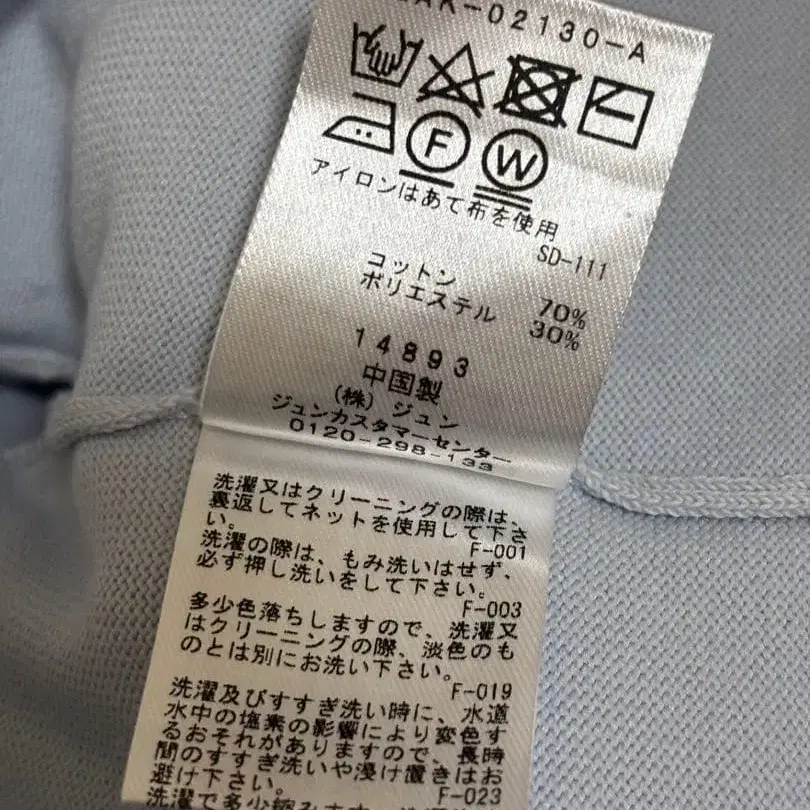 AK-02130-A
F W
アイロンはあて布を使用
SD-111
コットン 70%
ポリエステル 30%
14893
中国製
(株) ジュン
ジュンカスタマーセンター
0120-298-133
洗濯又はクリーニングの際は、
裏返してネットを使用して下さ
い。 F-001
洗濯の際は、もみ洗いはせず、
必ず押し洗いをして下さい。
F-003
多少色落ちしますので、洗濯又
はクリーニングの際、淡色のも
のとは別にお洗い下さい。
F-019
洗濯及びすすぎ洗い時に、水道
水中の塩素の影響により変色す
るおそれがありますので、長時
間のすすぎ洗いや浸け置きはお
避け下さい。 F-023
洗濯で多少縮みます